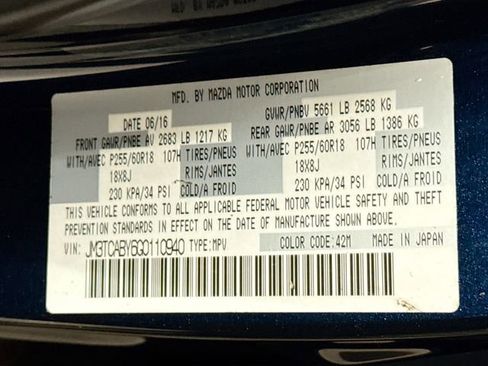 MFD. BY MAZDA MOTOR CORPORATION
DATE 06/16 GVWR/PNBV 5661 LB 2568 KG
FRONT GAWR/PNBE AV 2683 LB 1217 KG REAR GAWR/PNBE AR 3056 LB 1386 KG
WITH/AVEC P255/60R18 107H TIRES/PNEUS WITH/AVEC P255/60R18 107H TIRES/PNEUS
18X8J RIMS/JANTES 18X8J RIMS/JANTES
230 KPA/34 PSI COLD/A FROID 230 KPA/34 PSI COLD/A FROID
THIS VEHICLE CONFORMS TO ALL APPLICABLE FEDERAL MOTOR VEHICLE SAFETY AND THEFT
PREVENTION STANDARDS IN EFFECT ON THE DATE OF MANUFACTURE SHOWN ABOVE.
VIN: JM3TCABY6G0110940 TYPE:MPV COLOR CODE:42M MADE IN JAPAN